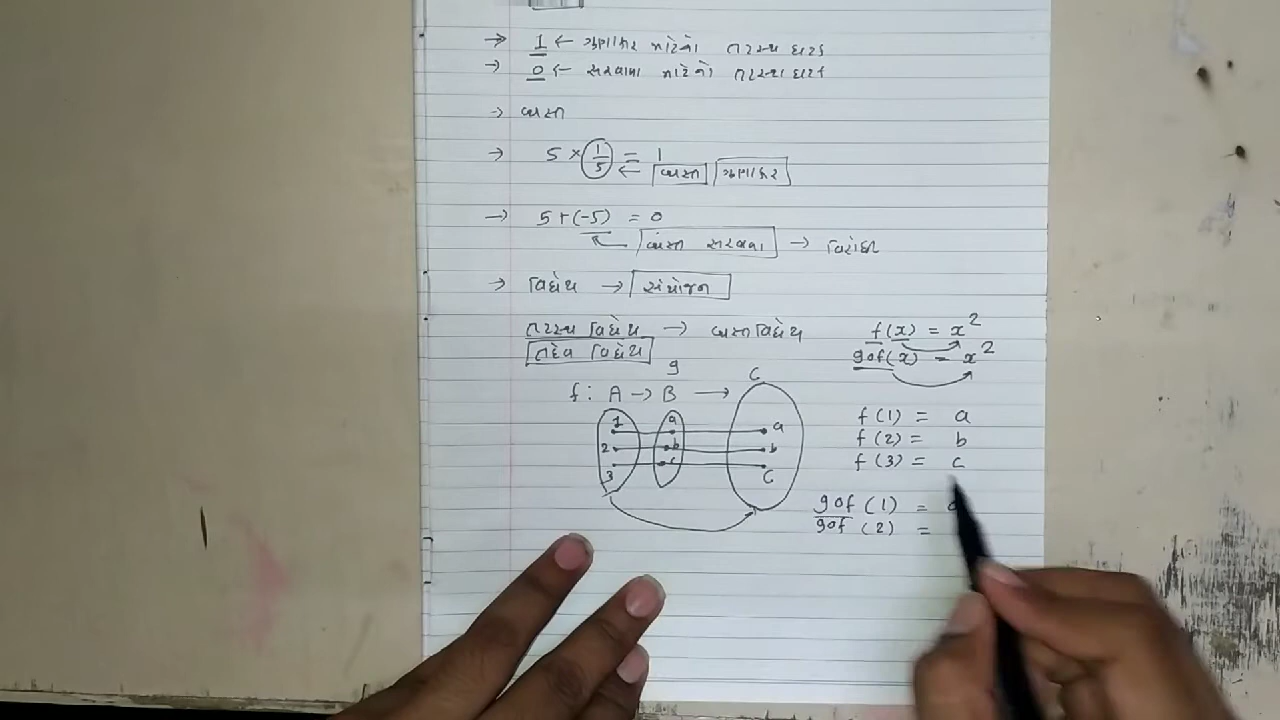 → 1 ← ગુણાકાર માટેનો તટસ્થ ઘટક
→ 0 ← સરવાળા માટેનો તટસ્થ ઘટક
→ વ્યસ્ત
→ 5 × 1/5 = 1
← વ્યસ્ત ગુણાકાર
→ 5+(-5) = 0
વ્યસ્ત સરવાળા → વિરોધી
→ વિધેય → સંયોજન
તટસ્થ વિધેય → વ્યસ્ત વિધેય
તદેવ વિધેય
f(x) = x²
gof(x) = x²
g
C
f: A → B →
1 a a
2 b b
3 c C
f(1) = a
f(2) = b
f(3) = c
gof (1) =
gof (2) =